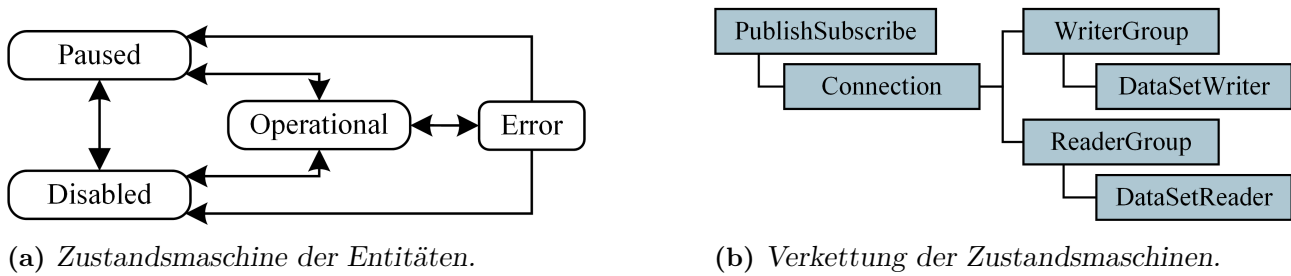 Paused
Operational
Error
Disabled
(a) Zustandsmaschine der Entitäten.
PublishSubscribe
Connection
WriterGroup
DataSetWriter
ReaderGroup
DataSetReader
(b) Verkettung der Zustandsmaschinen.